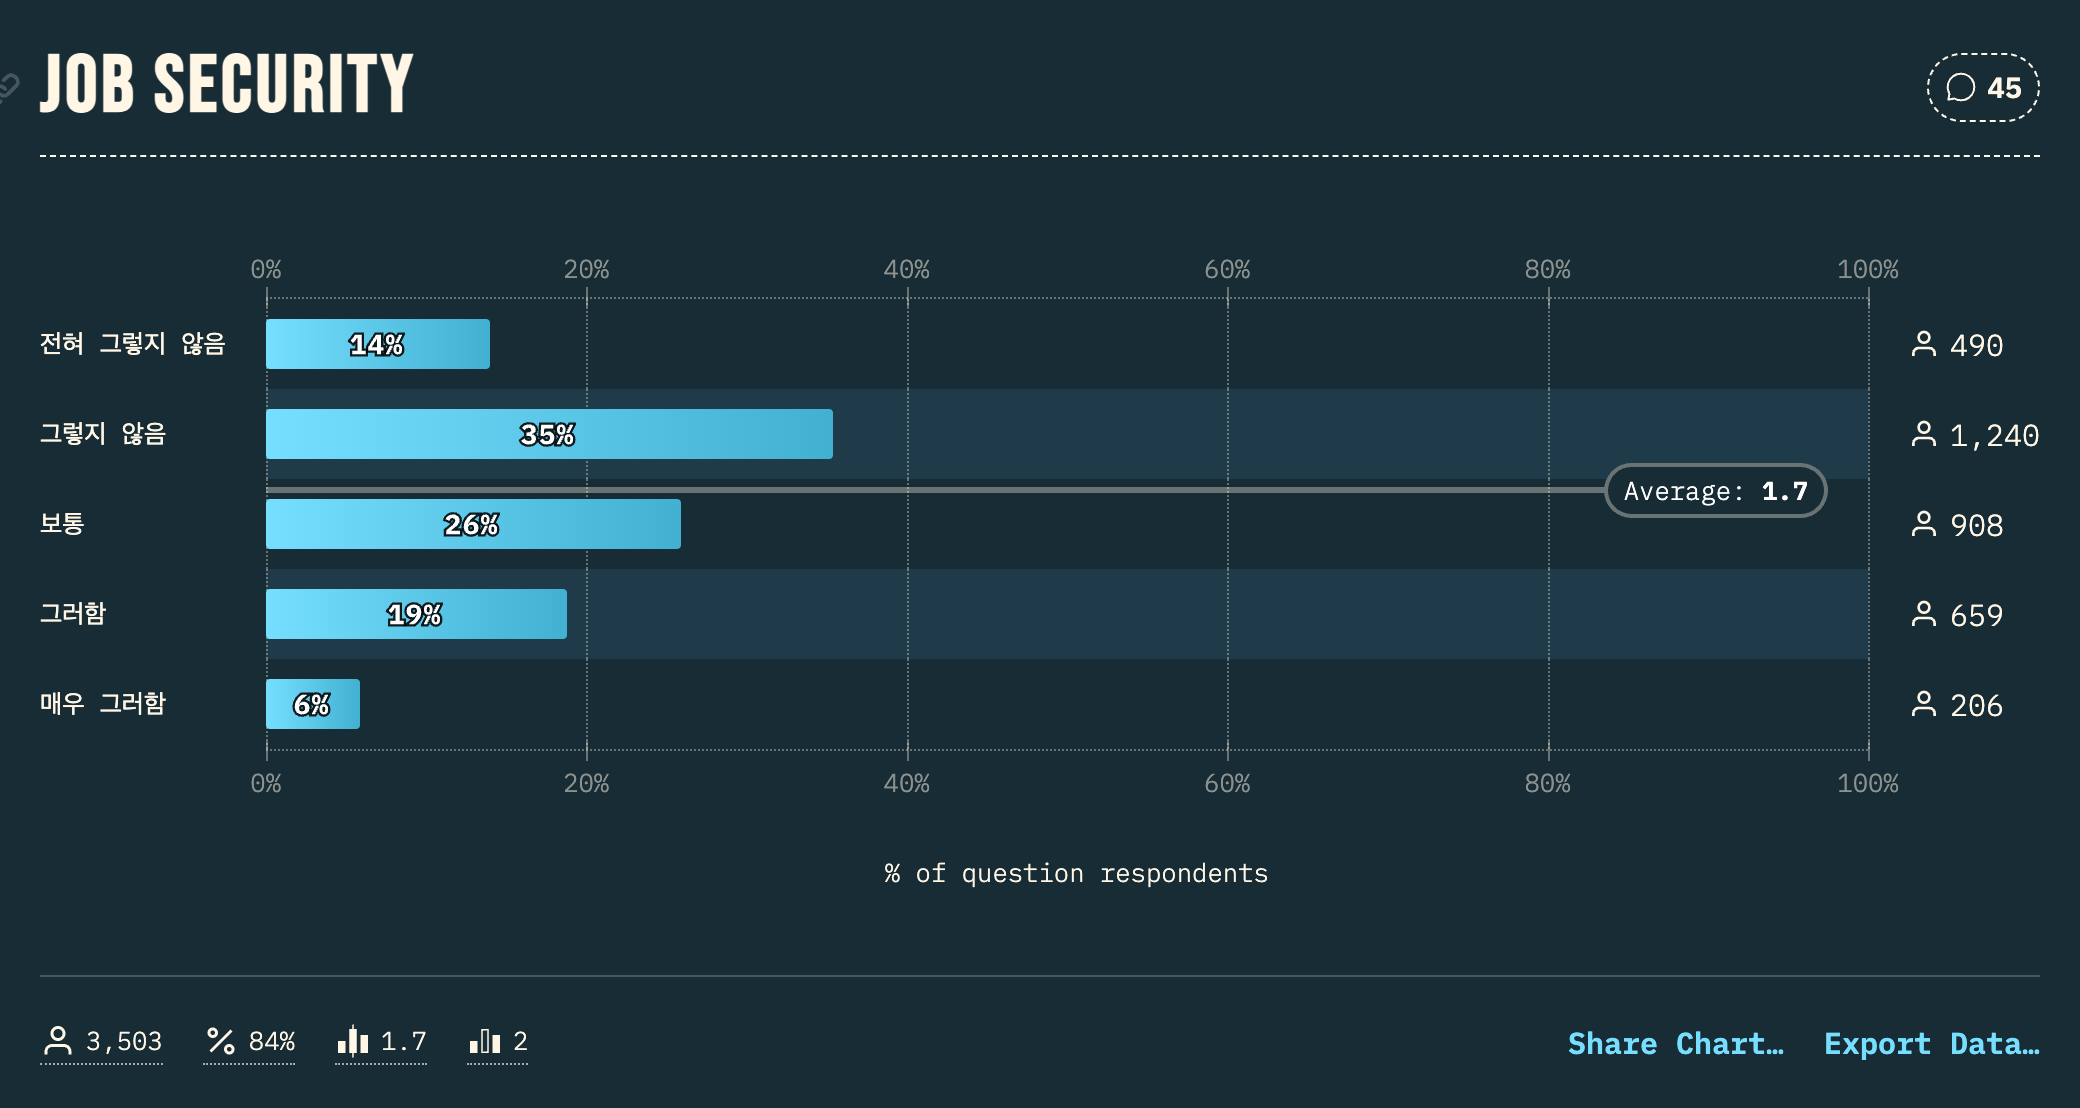 JOB SECURITY
45
0% 20% 40% 60% 80% 100%
전혀 그렇지 않음 14% 490
그렇지 않음 35% 1,240
Average: 1.7
보통 26% 908
그러함 19% 659
매우 그러함 6% 206
0% 20% 40% 60% 80% 100%
% of question respondents
3,503 84% 1.7 2 Share Chart… Export Data…